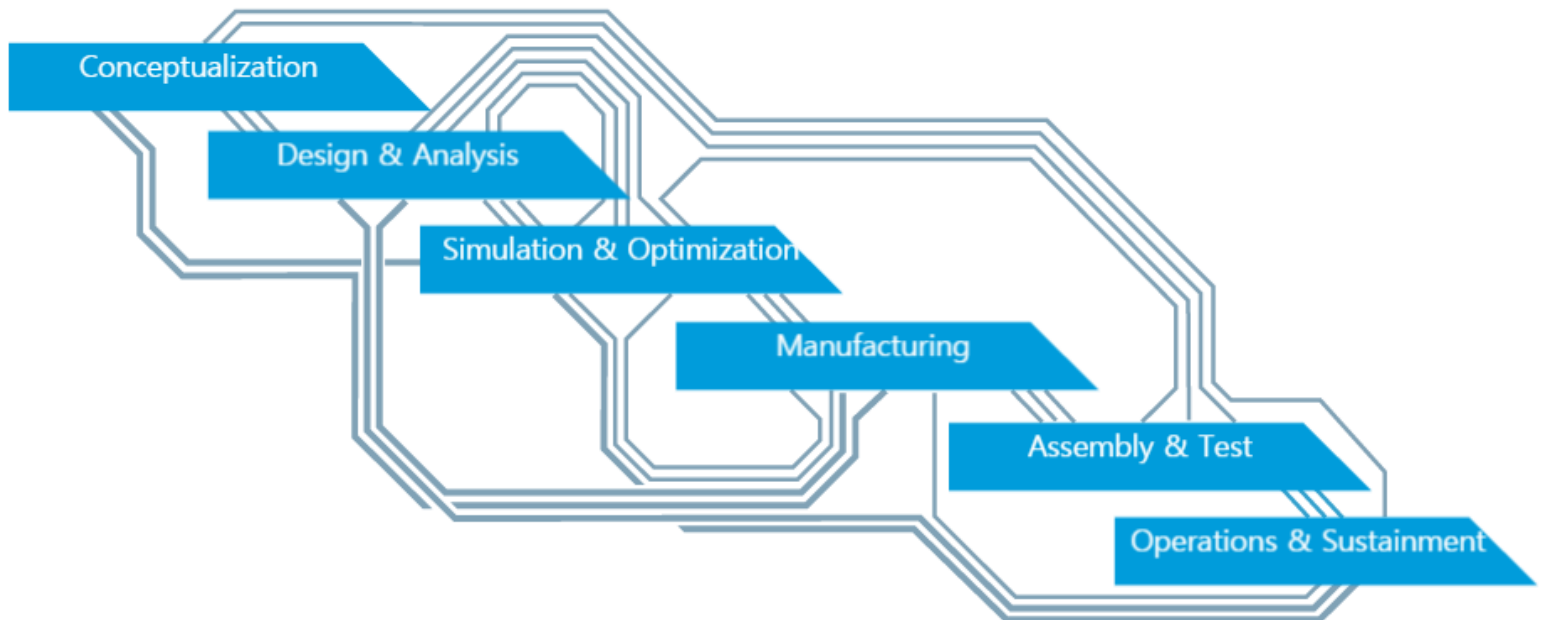 Conceptualization
Design & Analysis
Simulation & Optimization
Manufacturing
Assembly & Test
Operations & Sustainment